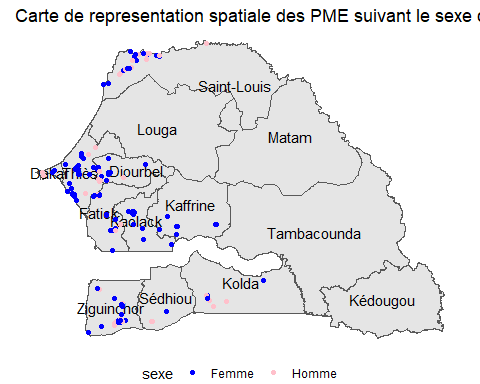 Carte de representation spatiale des PME suivant le sexe d
Saint-Louis
Louga
Matam
Dakar
Thiès
Diourbel
Fatick
Kaolack
Kaffrine
Tambacounda
Kolda
Sédhiou
Ziguinchor
Kédougou
sexe Femme Homme